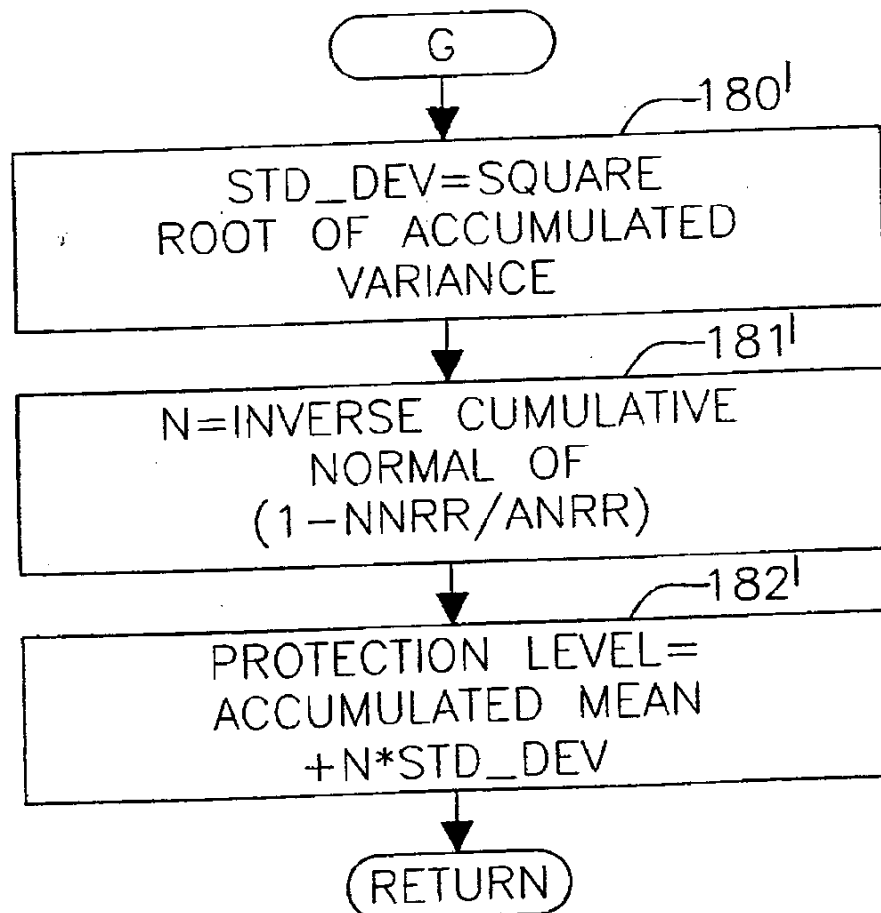 G
180'
STD_DEV=SQUARE
ROOT OF ACCUMULATED
VARIANCE
181'
N=INVERSE CUMULATIVE
NORMAL OF
(1-NNRR/ANRR)
182'
PROTECTION LEVEL=
ACCUMULATED MEAN
+N*STD_DEV
RETURN